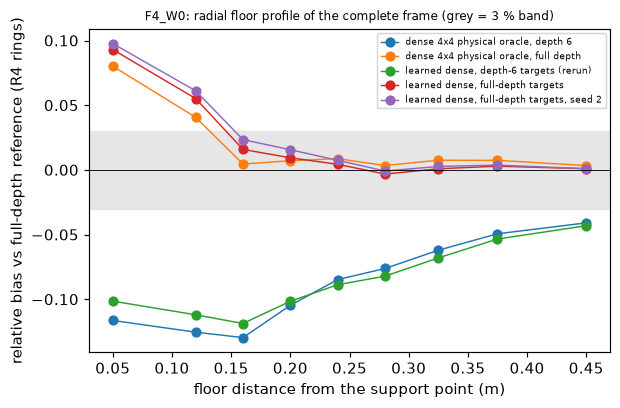 F4_W0: radial floor profile of the complete frame (grey = 3 % band)
relative bias vs full-depth reference (R4 rings)
0.10
0.05
0.00
−0.05
−0.10
dense 4x4 physical oracle, depth 6
dense 4x4 physical oracle, full depth
learned dense, depth-6 targets (rerun)
learned dense, full-depth targets
learned dense, full-depth targets, seed 2
0.05 0.10 0.15 0.20 0.25 0.30 0.35 0.40 0.45
floor distance from the support point (m)